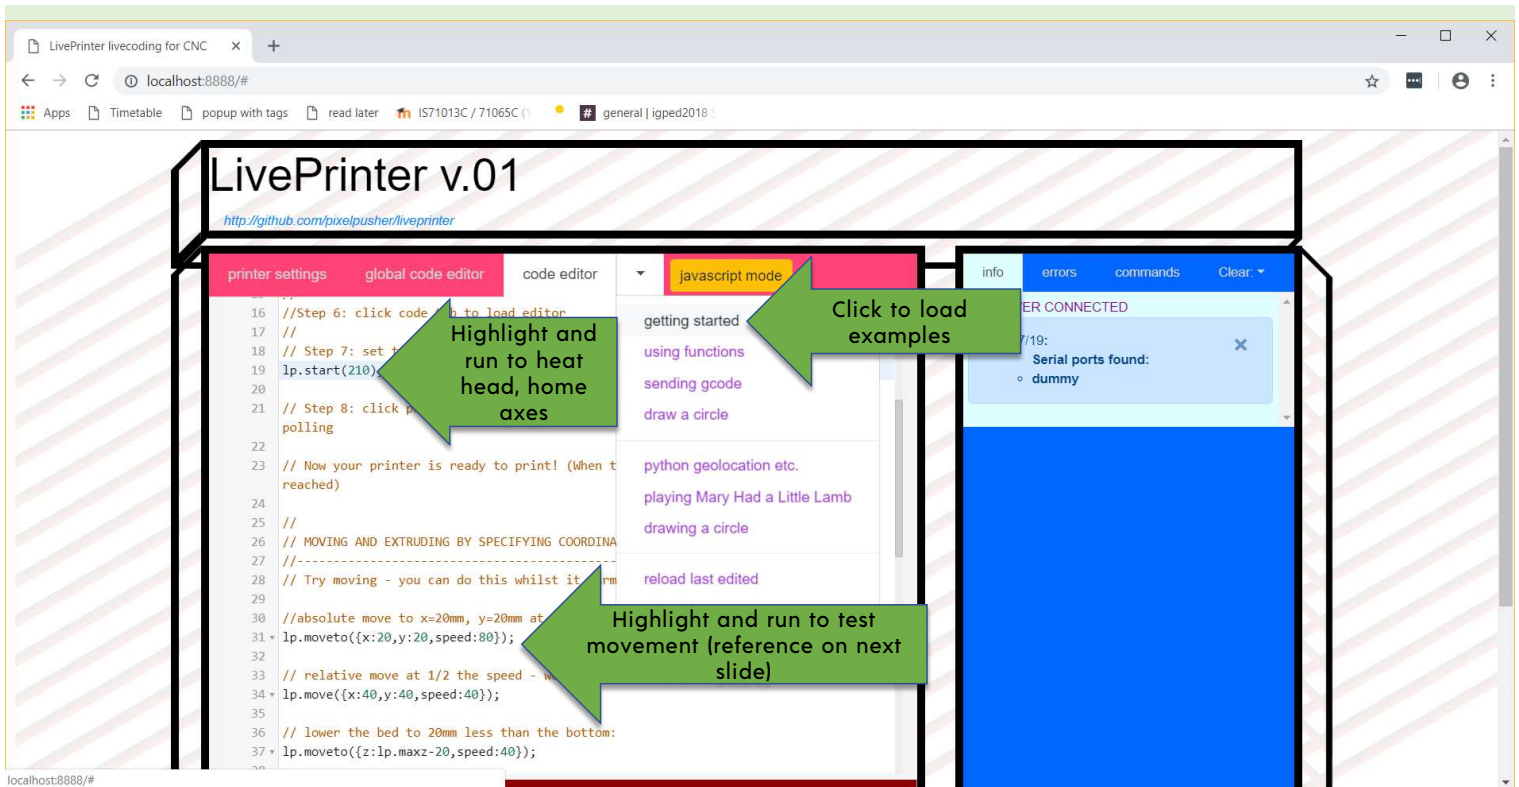 LivePrinter livecoding for CNC
localhost:8888/#
Apps Timetable popup with tags read later IS71013C / 71065C (1 general | igped2018
LivePrinter v.01
http://github.com/pixelpusher/liveprinter
printer settings global code editor code editor javascript mode
16 //Step 6: click code tab to load editor
17 //
18 // Step 7: set
19 lp.start(210)
20
21 // Step 8: click
polling
22
23 // Now your printer is ready to print! (When
reached)
24
25 //
26 // MOVING AND EXTRUDING BY SPECIFYING
27 //
28 // Try moving - you can do this whilst it
29
30 //absolute move to x=20mm, y=20mm at
31 lp.moveto({x:20,y:20,speed:80});
32
33 // relative move at 1/2 the speed -
34 lp.move({x:40,y:40,speed:40});
35
36 // lower the bed to 20mm less than the bottom:
37 lp.moveto({z:lp.maxz-20,speed:40});
Highlight and
run to heat
head, home
axes
getting started
using functions
sending gcode
draw a circle
python geolocation etc.
playing Mary Had a Little Lamb
drawing a circle
reload last edited
Click to load
examples
Highlight and run to test
movement (reference on next
slide)
info errors commands Clear:
CONNECTED
7/19:
Serial ports found:
dummy
localhost:8888/#